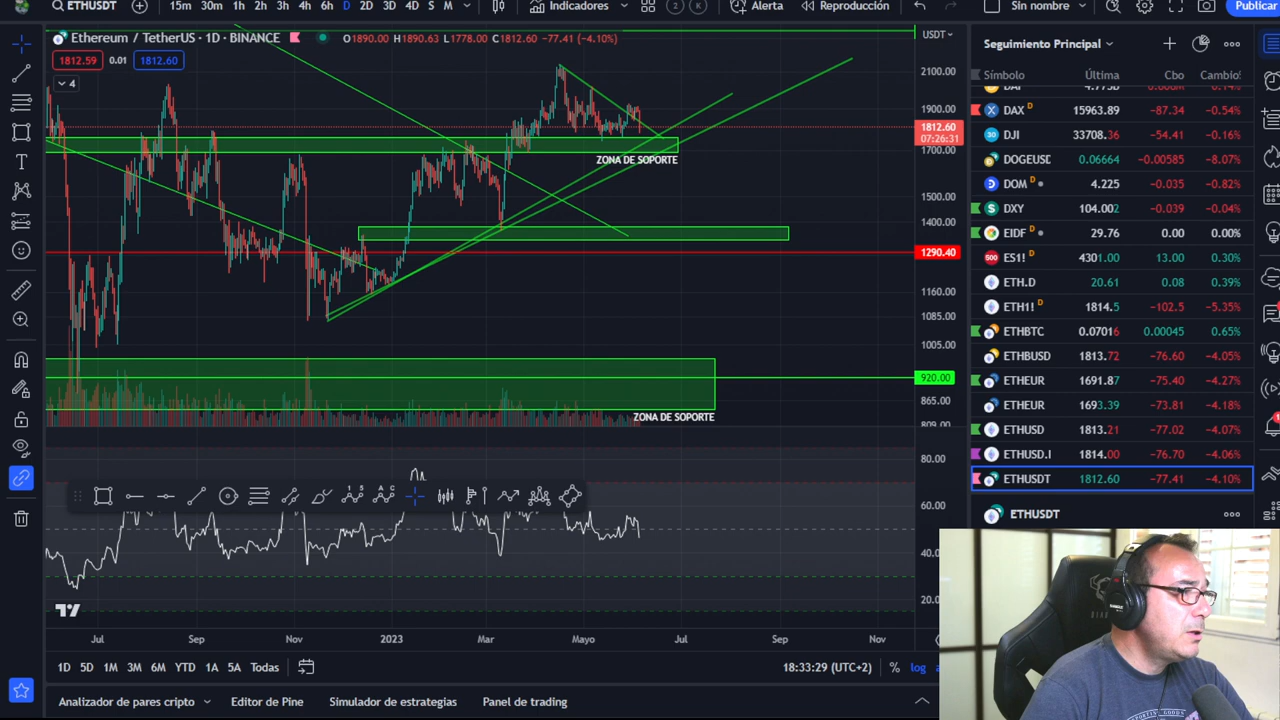 ETHUSDT
15m 30m 1h 2h 3h 4h 6h D 2D 3D 4D S M
Indicadores
Alerta
Reproducción
Sin nombre
Publicar
Ethereum / TetherUS · 1D · BINANCE
O1890.00 H1890.63 L1778.00 C1812.60 −77.41 (−4.10%)
1812.59 0.01 1812.60
4
USDT
2100.00
1900.00
1812.60
07:26:31
1700.00
1500.00
1400.00
1290.40
1160.00
1085.00
1005.00
920.00
865.00
809.00
80.00
60.00
40.00
20.0
ZONA DE SOPORTE
ZONA DE SOPORTE
Jul Sep Nov 2023 Mar Mayo Jul Sep Nov
1D 5D 1M 3M 6M YTD 1A 5A Todas
18:33:29 (UTC+2) % log a
Analizador de pares cripto Editor de Pine Simulador de estrategias Panel de trading
Seguimiento Principal
Símbolo Última Cbo Cambio%
DAX D 15963.89 −87.34 −0.54%
DJI 33708.36 −54.41 −0.16%
DOGEUSD 0.06664 −0.00585 −8.07%
DOM D 4.225 −0.035 −0.82%
DXY 104.002 −0.039 −0.04%
EIDF D 29.76 0.00 0.00%
ES1! D 4301.00 13.00 0.30%
ETH.D 20.61 0.08 0.39%
ETH1! D 1814.5 −102.5 −5.35%
ETHBTC 0.07016 0.00045 0.65%
ETHBUSD 1813.72 −76.60 −4.05%
ETHEUR 1691.87 −75.40 −4.27%
ETHEUR 1693.39 −73.81 −4.18%
ETHUSD 1813.21 −77.02 −4.07%
ETHUSD.I 1814.00 −76.70 −4.06%
ETHUSDT 1812.60 −77.41 −4.10%
ETHUSDT